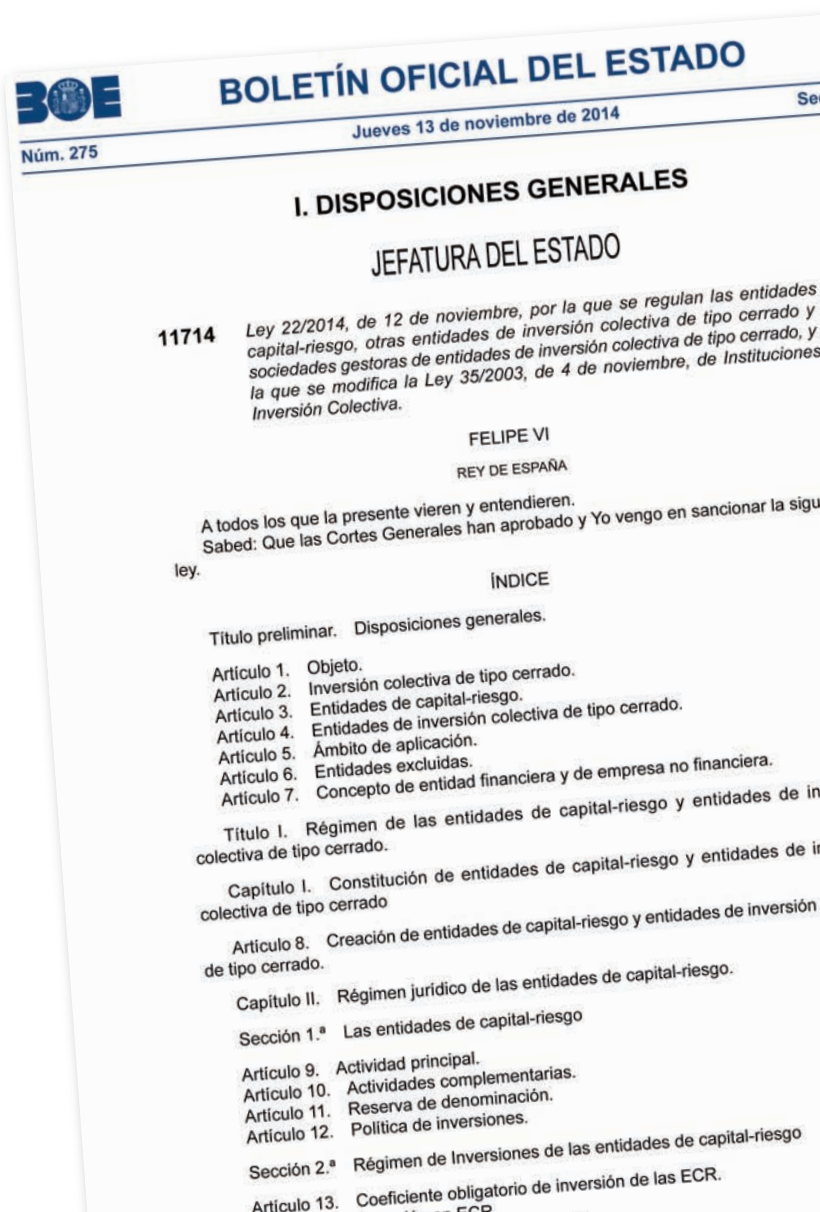 BOE
BOLETÍN OFICIAL DEL ESTADO
Núm. 275
Jueves 13 de noviembre de 2014
I. DISPOSICIONES GENERALES
JEFATURA DEL ESTADO
11714
Ley 22/2014, de 12 de noviembre, por la que se regulan las entidades
capital-riesgo, otras entidades de inversión colectiva de tipo cerrado y
sociedades gestoras de entidades de inversión colectiva de tipo cerrado, y
la que se modifica la Ley 35/2003, de 4 de noviembre, de Instituciones
Inversión Colectiva.
FELIPE VI
REY DE ESPAÑA
A todos los que la presente vieren y entendieren.
Sabed: Que las Cortes Generales han aprobado y Yo vengo en sancionar la
ley.
ÍNDICE
Título preliminar. Disposiciones generales.
Artículo 1. Objeto.
Artículo 2. Inversión colectiva de tipo cerrado.
Artículo 3. Entidades de capital-riesgo.
Artículo 4. Entidades de inversión colectiva de tipo cerrado.
Artículo 5. Ámbito de aplicación.
Artículo 6. Entidades excluidas.
Artículo 7. Concepto de entidad financiera y de empresa no financiera.
Título I. Régimen de las entidades de capital-riesgo y entidades de
colectiva de tipo cerrado.
Capítulo I. Constitución de entidades de capital-riesgo y entidades de
colectiva de tipo cerrado
Artículo 8. Creación de entidades de capital-riesgo y entidades de inversión
de tipo cerrado.
Capítulo II. Régimen jurídico de las entidades de capital-riesgo.
Sección 1.ª Las entidades de capital-riesgo
Artículo 9. Actividad principal.
Artículo 10. Actividades complementarias.
Artículo 11. Reserva de denominación.
Artículo 12. Política de inversiones.
Sección 2.ª Régimen de Inversiones de las entidades de capital-riesgo
Artículo 13. Coeficiente obligatorio de inversión de las ECR.